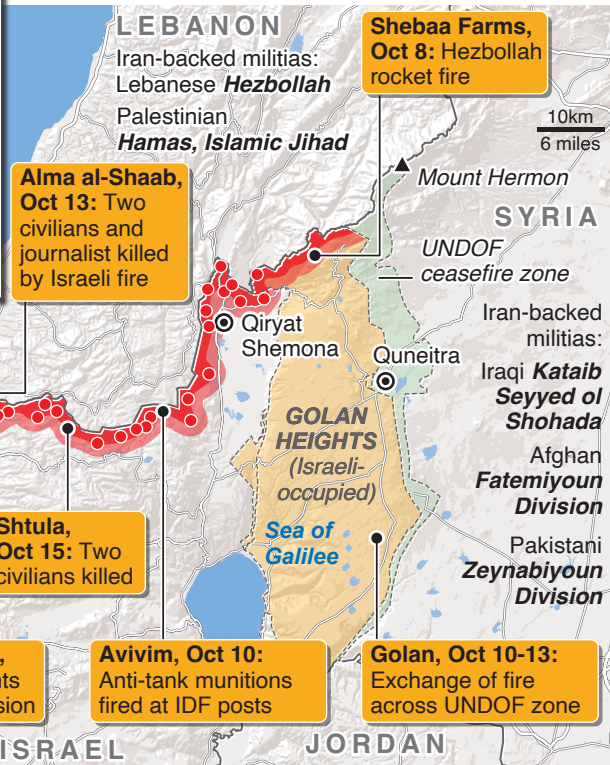 LEBANON
Iran-backed militias:
Lebanese Hezbollah
Palestinian
Hamas, Islamic Jihad
Shebaa Farms,
Oct 8: Hezbollah
rocket fire
10km
6 miles
Mount Hermon
SYRIA
Alma al-Shaab,
Oct 13: Two
civilians and
journalist killed
by Israeli fire
UNDOF
ceasefire zone
Iran-backed
militias:
Iraqi Kataib
Seyyed ol
Shohada
Afghan
Fatemiyoun
Division
Pakistani
Zeynabiyoun
Division
Qiryat
Shemona
Quneitra
GOLAN
HEIGHTS
(Israeli-
occupied)
Sea of
Galilee
Shtula,
Oct 15: Two
civilians killed
,
ts
sion
Avivim, Oct 10:
Anti-tank munitions
fired at IDF posts
Golan, Oct 10-13:
Exchange of fire
across UNDOF zone
ISRAEL
JORDAN